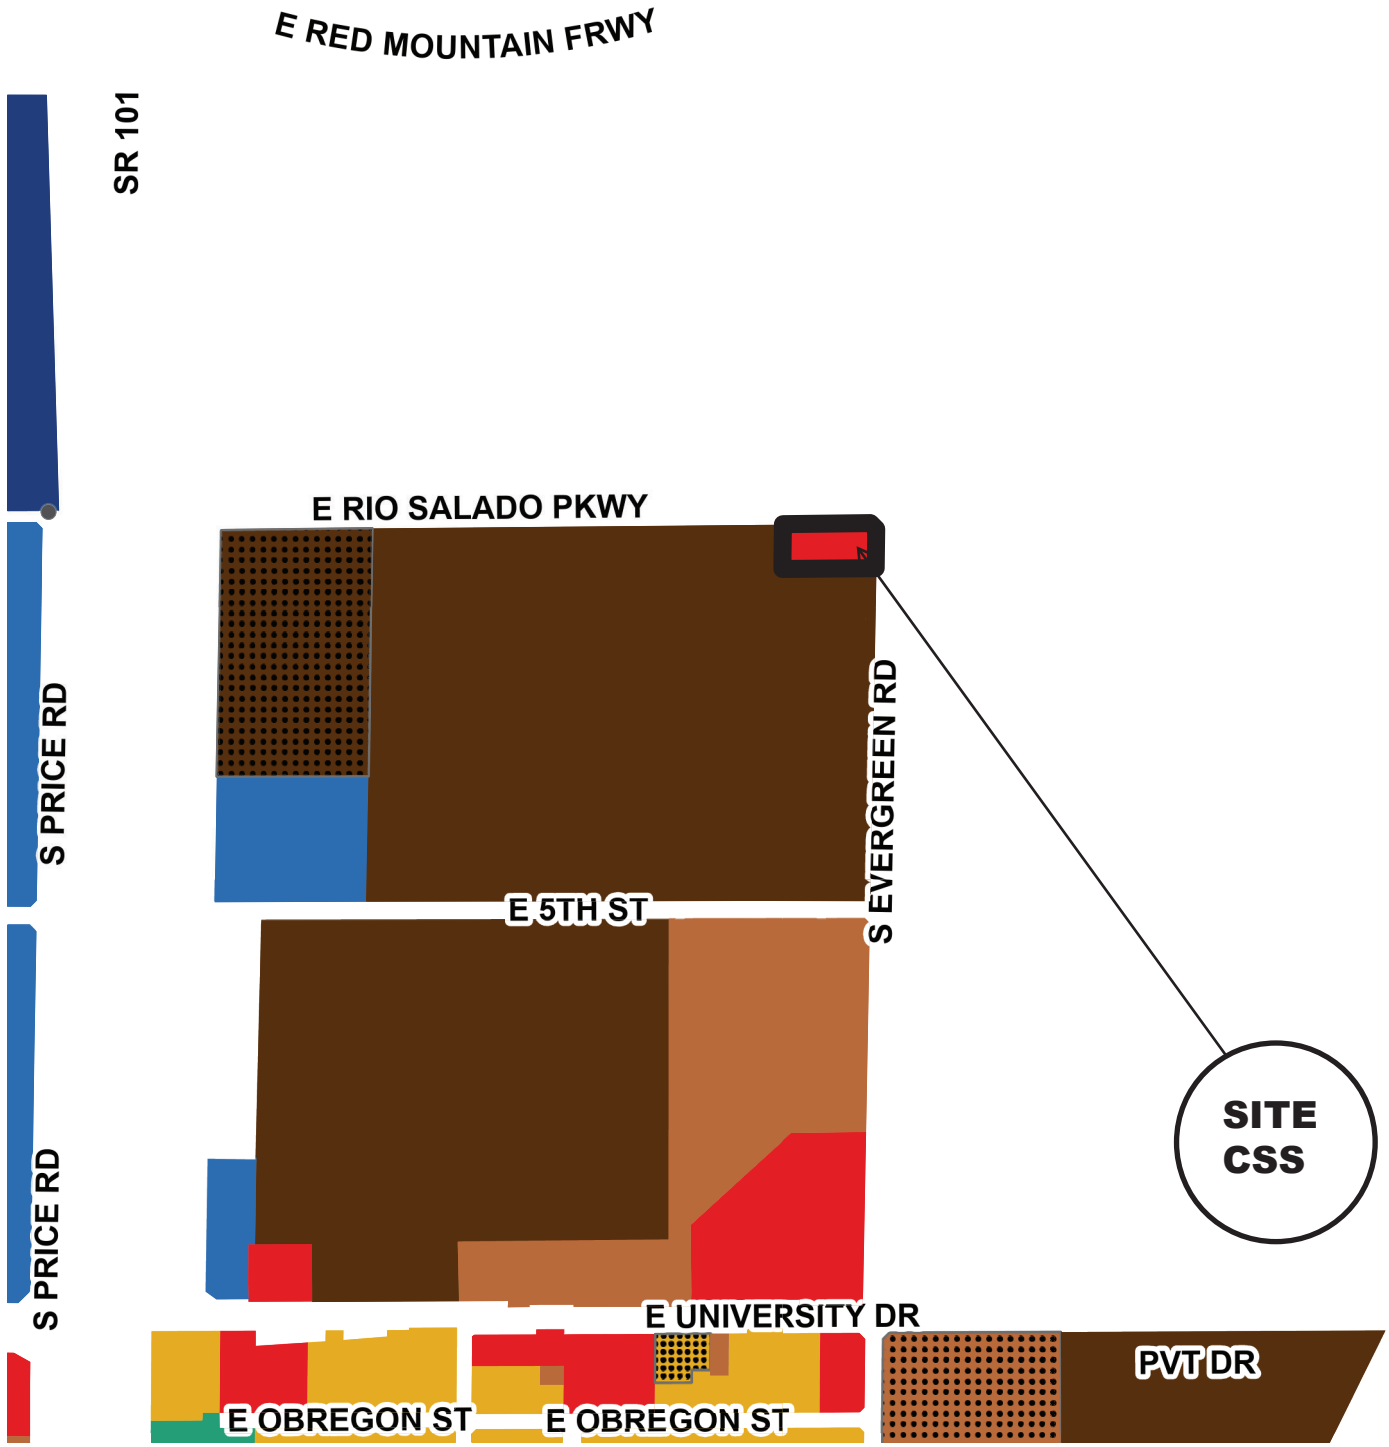 E RED MOUNTAIN FRWY
SR 101
E RIO SALADO PKWY
S PRICE RD
S EVERGREEN RD
E 5TH ST
SITE
CSS
S PRICE RD
E UNIVERSITY DR
PVT DR
E OBREGON ST
E OBREGON ST